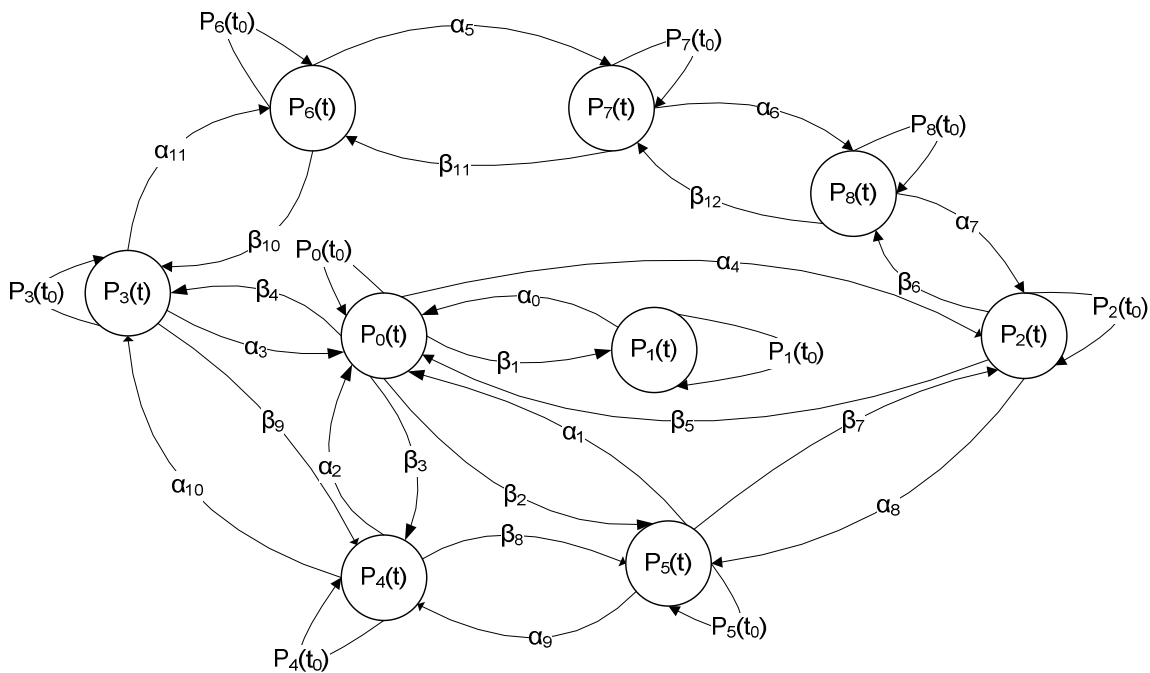 P₆(t₀)
α₅
P₇(t₀)
P₆(t)
P₇(t)
α₆
P₈(t₀)
α₁₁
β₁₁
β₁₂
P₈(t)
α₇
β₁₀
P₀(t₀)
α₄
β₆
P₃(t₀)
P₃(t)
β₄
α₀
P₂(t₀)
P₀(t)
P₁(t)
P₂(t)
α₃
β₁
P₁(t₀)
β₉
α₁
β₅
β₇
α₂
β₃
α₁₀
β₂
α₈
β₈
P₄(t)
P₅(t)
P₄(t₀)
α₉
P₅(t₀)